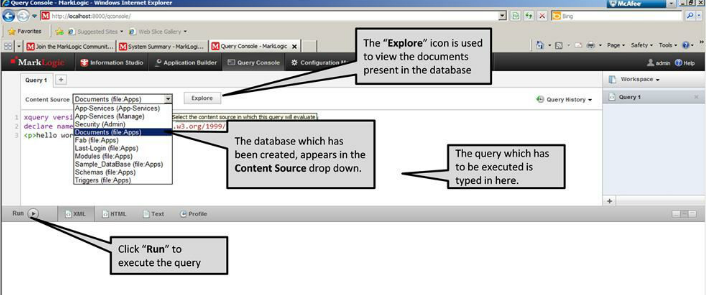 Query Console - MarkLogic - Windows Internet Explorer
McAfee
http://localhost:8000/qconsole/
Bing
Favorites
Suggested Sites
Web Slice Gallery
Join the MarkLogic Communit...
System Summary - MarkLogi...
Query Console - MarkLogic
Page
Safety
Tools
MarkLogic
Information Studio
Application Builder
Query Console
Configuration M
admin
Help
The "Explore" icon is used
to view the documents
present in the database
Query 1
+
Workspace
Content Source
Documents (file:Apps)
Explore
Query History
Query 1
App-Services (App-Services)
App-Services (Manage)
Security (Admin)
Documents (file:Apps)
Fab (file:Apps)
Last-Login (file:Apps)
Modules (file:Apps)
Sample_DataBase (file:Apps)
Schemas (file:Apps)
Triggers (file:Apps)
Select the content source in which this query will evaluate
1 xquery versi
2 declare name
.w3.org/1999/
3 <p>hello wor
The database which has
been created, appears in the
Content Source drop down.
The query which has
to be executed is
typed in here.
+
Run
XML
HTML
Text
Profile
Click "Run" to
execute the query